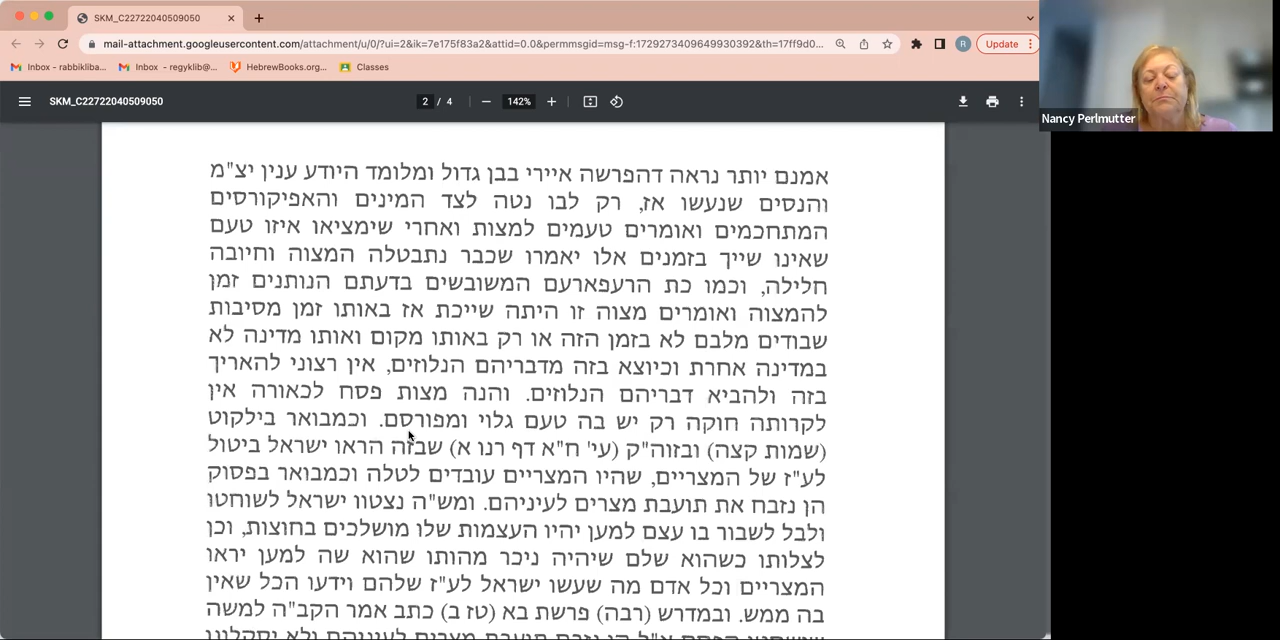 SKM_C22722040509050
mail-attachment.googleusercontent.com/attachment/u/0/?ui=2&ik=7e175f83a2&attid=0.0&permmsgid=msg-f:1729273409649930392&th=17ff9d0...
R
Update
Inbox - rabbikliba...
Inbox - regyklib@...
HebrewBooks.org...
Classes
SKM_C22722040509050
2 / 4
142%
Nancy Perlmutter
אמנם יותר נראה דהפרשה איירי בבן גדול ומלומד היודע ענין יצ"מ
והנסים שנעשו אז, רק לבו נטה לצד המינים והאפיקורסים
המתחכמים ואומרים טעמים למצות ואחרי שימציאו איזו טעם
שאינו שייך בזמנים אלו יאמרו שכבר נתבטלה המצוה וחיובה
חלילה, וכמו כת הרעפארעם המשובשים בדעתם הנותנים זמן
להמצוה ואומרים מצוה זו היתה שייכת אז באותו זמן מסיבות
שבודים מלבם לא בזמן הזה או רק באותו מקום ואותו מדינה לא
במדינה אחרת וכיוצא בזה מדבריהם הנלוזים, אין רצוני להאריך
בזה ולהביא דבריהם הנלוזים. והנה מצות פסח לכאורה אין
לקרותה חוקה רק יש בה טעם גלוי ומפורסם. וכמבואר בילקוט
(שמות קצה) ובזוה"ק (עי' ח"א דף רנו א) שבזה הראו ישראל ביטול
לע"ז של המצריים, שהיו המצריים עובדים לטלה וכמבואר בפסוק
הן נזבח את תועבת מצרים לעיניהם. ומש"ה נצטוו ישראל לשוחטו
ולבל לשבור בו עצם למען יהיו העצמות שלו מושלכים בחוצות, וכן
לצלותו כשהוא שלם שיהיה ניכר מהותו שהוא שה למען יראו
המצריים וכל אדם מה שעשו ישראל לע"ז שלהם וידעו הכל שאין
בה ממש. ובמדרש (רבה) פרשת בא (טז ב) כתב אמר הקב"ה למשה